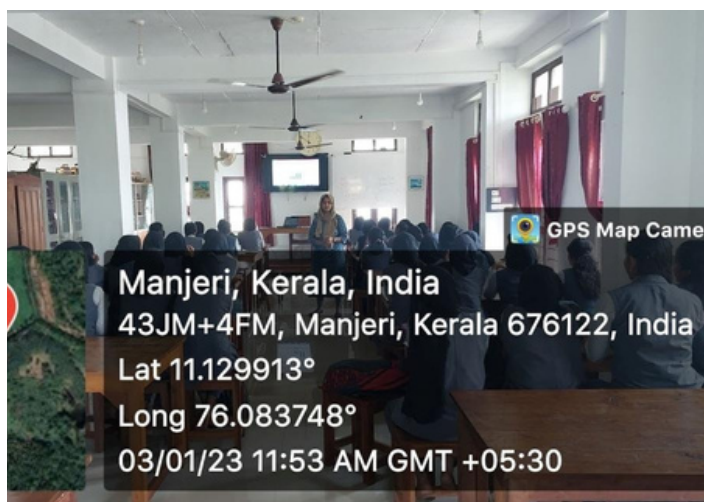 GPS Map Came
Manjeri, Kerala, India
43JM+4FM, Manjeri, Kerala 676122, India
Lat 11.129913°
Long 76.083748°
03/01/23 11:53 AM GMT +05:30